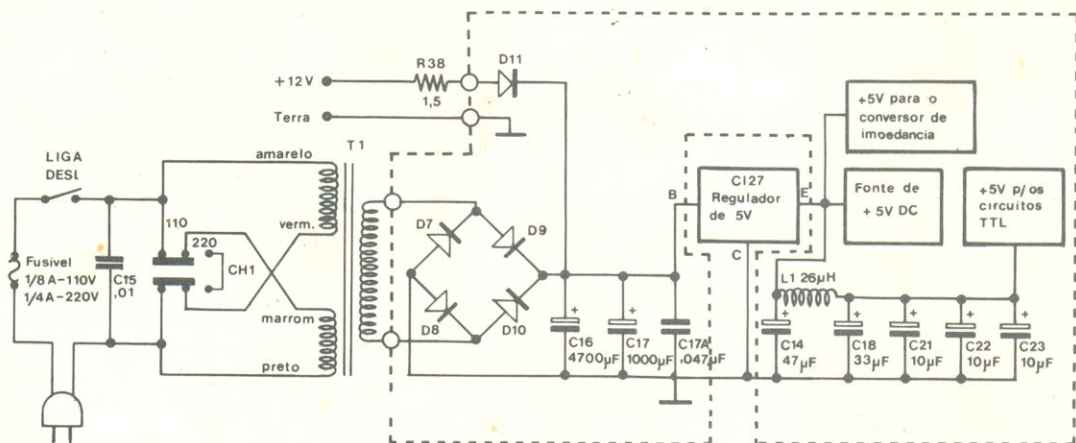 R38
D11
+12V
1,5
Terra
T1
amarelo
LIGA
DESL
110
220
verm.
CH1
Fusível
1/8A-110V
1/4A-220V
C15
,01
marrom
preto
D7
D9
D8
D10
B
CI27
Regulador
de 5V
E
C
+5V para o
conversor de
impedancia
Fonte de
+5V DC
+5V p/os
circuitos
TTL
L1 26µH
+
C16
4700µF
+
C17
1000µF
C17A
,047µF
+
C14
47µF
+
C18
33µF
+
C21
10µF
+
C22
10µF
+
C23
10µF